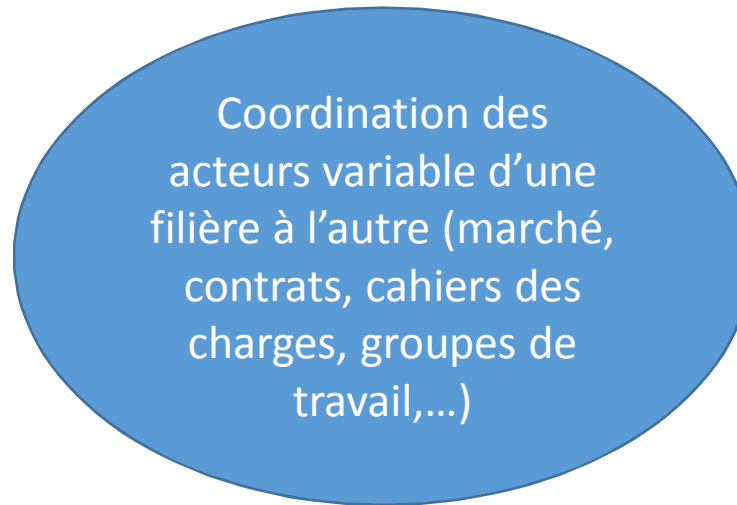 Coordination des
acteurs variable d’une
filière à l’autre (marché,
contrats, cahiers des
charges, groupes de
travail,…)